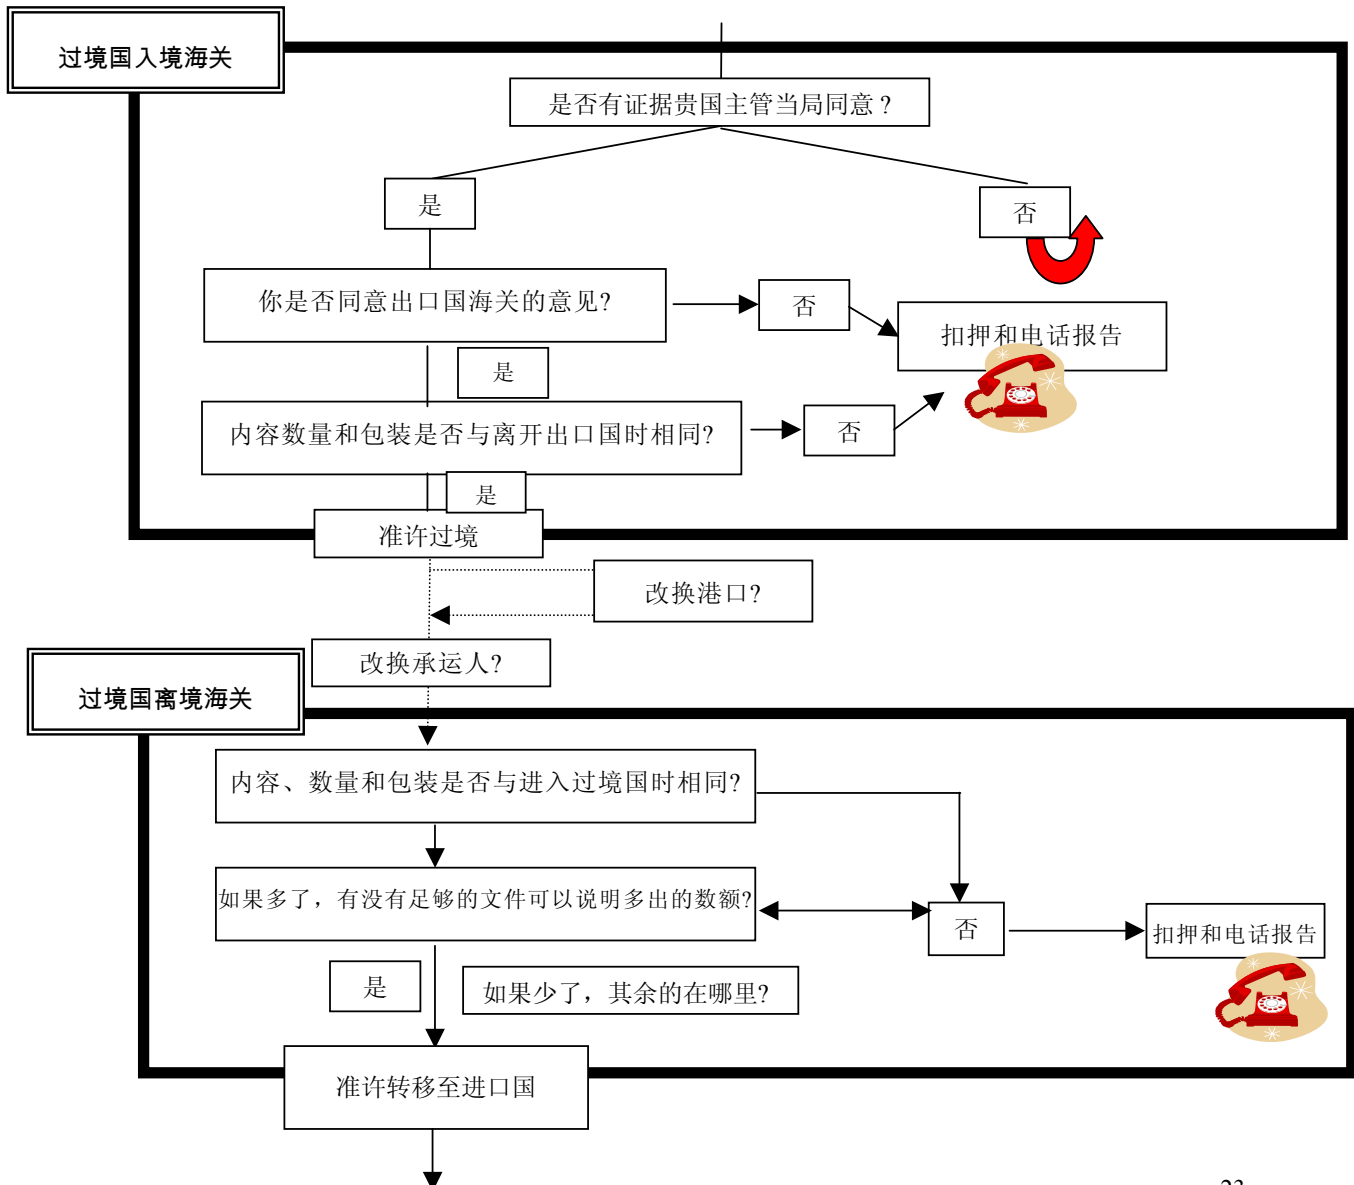 过境国入境海关
是否有证据贵国主管当局同意?
是
否
你是否同意出口国海关的意见?
否
扣押和电话报告
是
内容数量和包装是否与离开出口国时相同?
否
是
准许过境
改换港口?
改换承运人?
过境国离境海关
内容、数量和包装是否与进入过境国时相同?
如果多了，有没有足够的文件可以说明多出的数额?
否
扣押和电话报告
是
如果少了，其余的在哪里?
准许转移至进口国
23